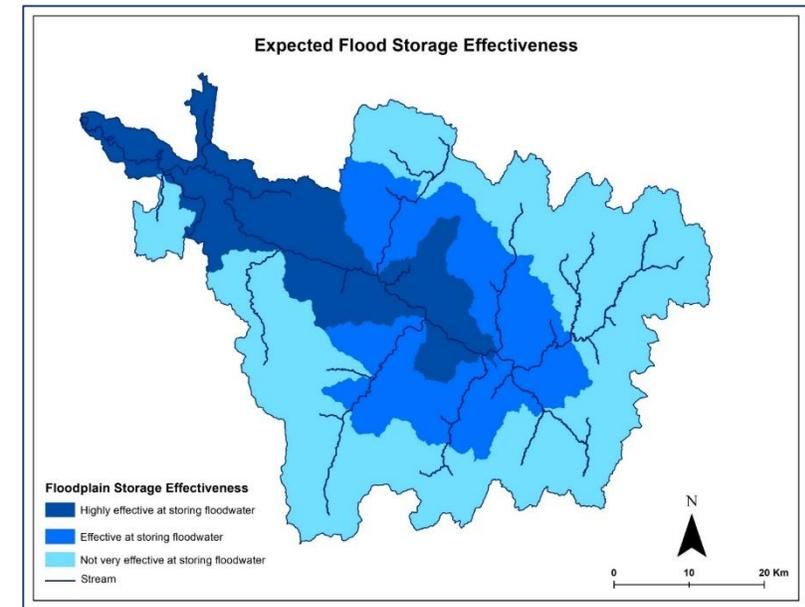 Expected Flood Storage Effectiveness
Floodplain Storage Effectiveness
Highly effective at storing floodwater
Effective at storing floodwater
Not very effective at storing floodwater
Stream
N
0 10 20 Km